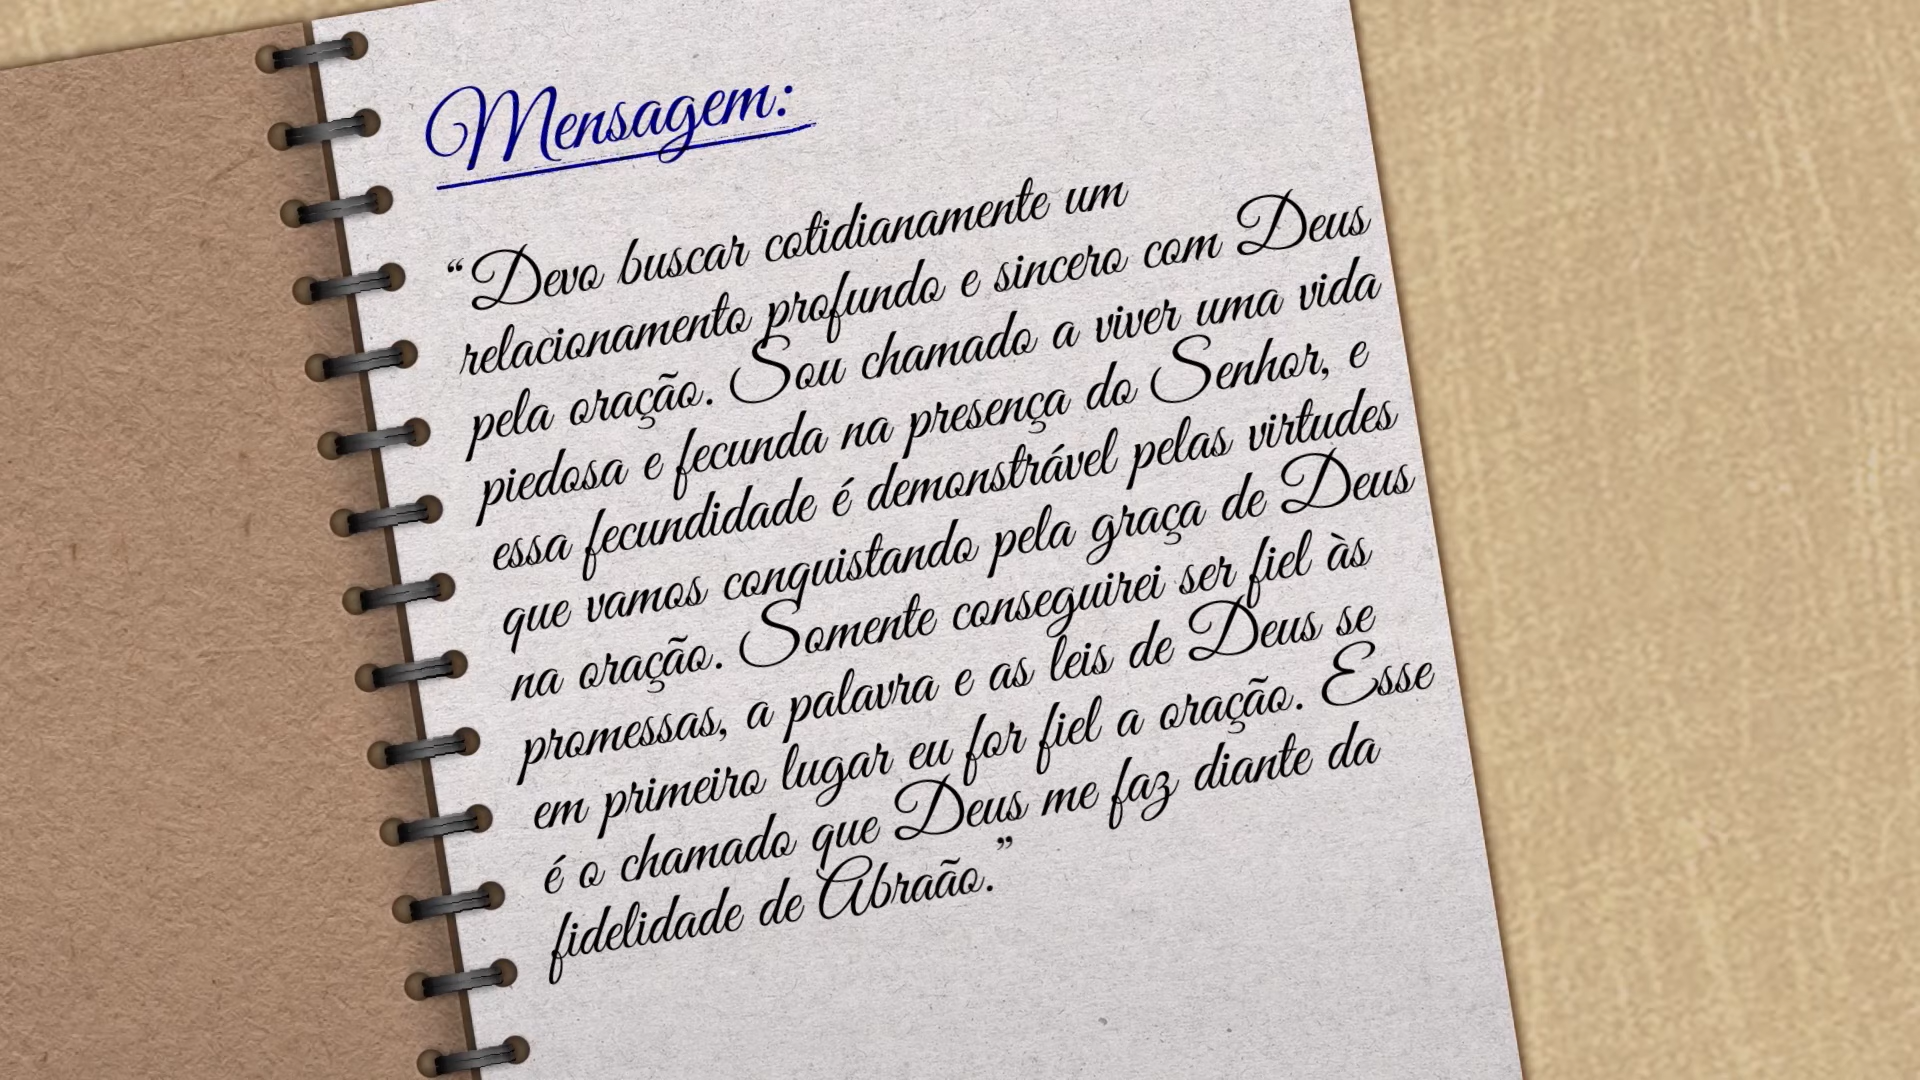 Mensagem:
“Devo buscar cotidianamente um
relacionamento profundo e sincero com Deus
pela oração. Sou chamado a viver uma vida
piedosa e fecunda na presença do Senhor, e
essa fecundidade é demonstrável pelas virtudes
que vamos conquistando pela graça de Deus
na oração. Somente conseguirei ser fiel às
promessas, a palavra e as leis de Deus se
em primeiro lugar eu for fiel a oração. Esse
é o chamado que Deus me faz diante da
fidelidade de Abraão.”